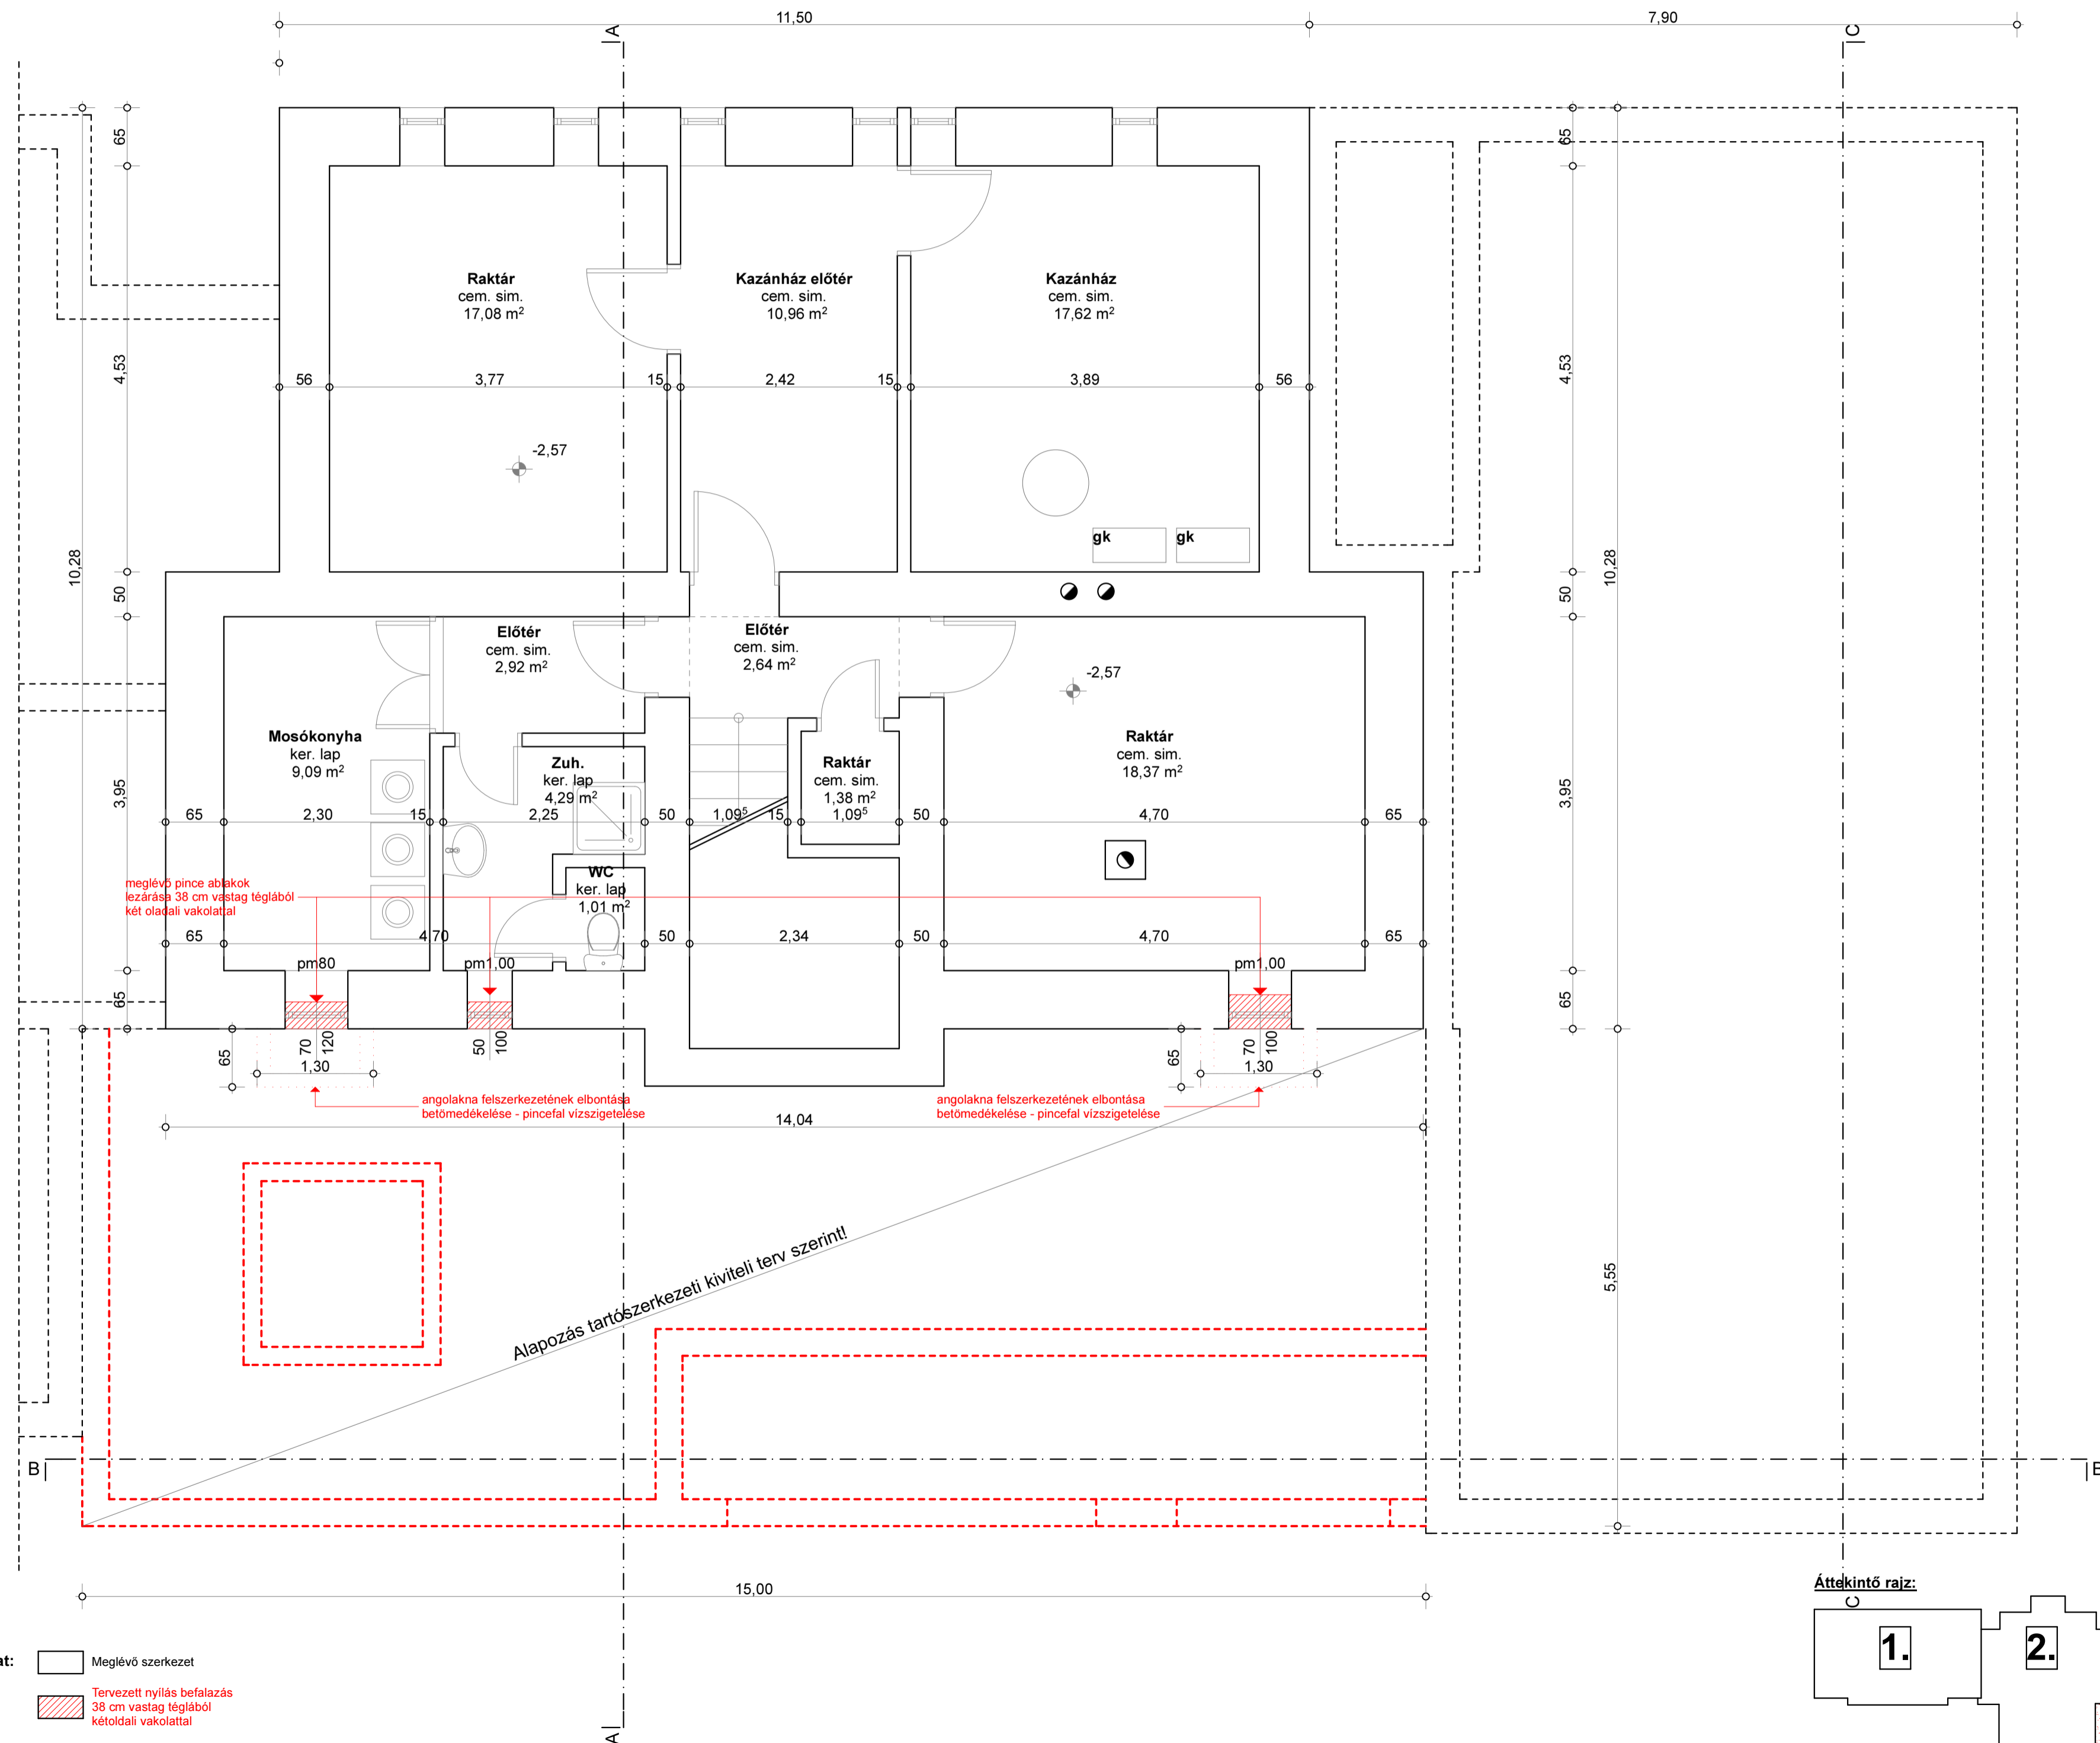 11,50
7,90
A
C
65
65
Raktár
cem. sim.
17,08 m²
Kazánház előtér
cem. sim.
10,96 m²
Kazánház
cem. sim.
17,62 m²
4,53
4,53
56
3,77
15
2,42
15
3,89
56
-2,57
gk
gk
10,28
10,28
50
50
Előtér
cem. sim.
2,92 m²
Előtér
cem. sim.
2,64 m²
-2,57
Mosókonyha
ker. lap
9,09 m²
Zuh.
ker. lap
4,29 m²
Raktár
cem. sim.
1,38 m²
Raktár
cem. sim.
18,37 m²
3,95
3,95
65
2,30
15
2,25
50
1,09⁵
15
1,09⁵
50
4,70
65
WC
ker. lap
1,01 m²
meglévő pince ablakok
lezárása 38 cm vastag téglából
két oladali vakolattal
65
4,70
50
2,34
50
4,70
65
pm80
pm1,00
pm1,00
65
65
65
70
120
1,30
50
100
65
70
100
1,30
angolakna felszerkezetének elbontása
betömedékelése - pincefal vízszigetelése
angolakna felszerkezetének elbontása
betömedékelése - pincefal vízszigetelése
14,04
Alapozás tartószerkezeti kiviteli terv szerint!
5,55
B
B
15,00
Áttekintő rajz:
C
1.
2.
at:
Meglévő szerkezet
Tervezett nyílás befalazás
38 cm vastag téglából
kétoldali vakolattal
A